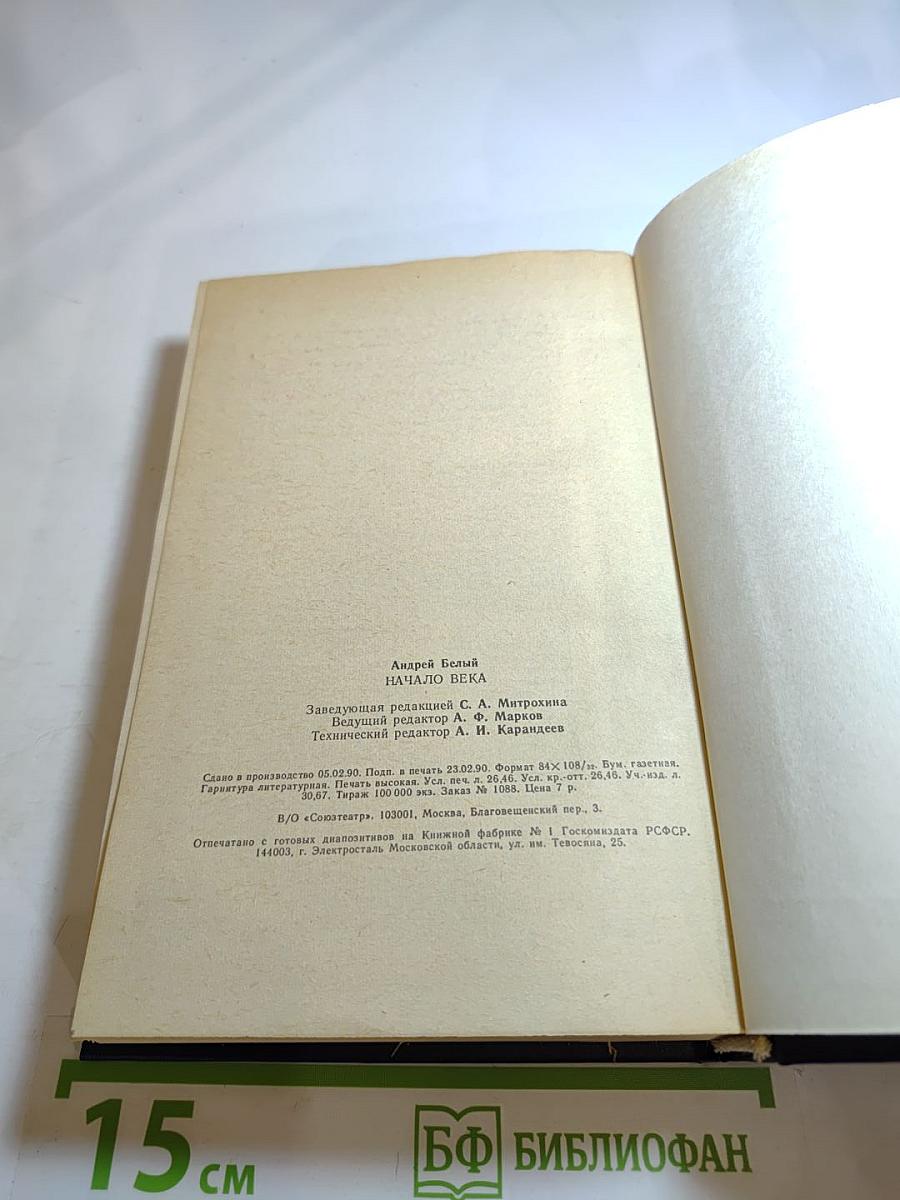 Андрей Белый
НАЧАЛО ВЕКА
Заведующая редакцией С. А. Митрохина
Ведущий редактор А. Ф. Марков
Технический редактор А. И. Карандеев
Сдано в производство 05.02.90. Подп. в печать 23.02.90. Формат 84×108/32. Бум. газетная.
Гарнитура литературная. Печать высокая. Усл. печ. л. 26,46. Усл. кр.-отт. 26,46. Уч.-изд. л.
30,67. Тираж 100 000 экз. Заказ № 1088. Цена 7 р.
В/О «Союзтеатр». 103001, Москва, Благовещенский пер., 3.
Отпечатано с готовых диапозитивов на Книжной фабрике № 1 Госкомиздата РСФСР.
144003, г. Электросталь Московской области, ул. им. Тевосяна, 25.
15 см
БФ БИБЛИОФАН